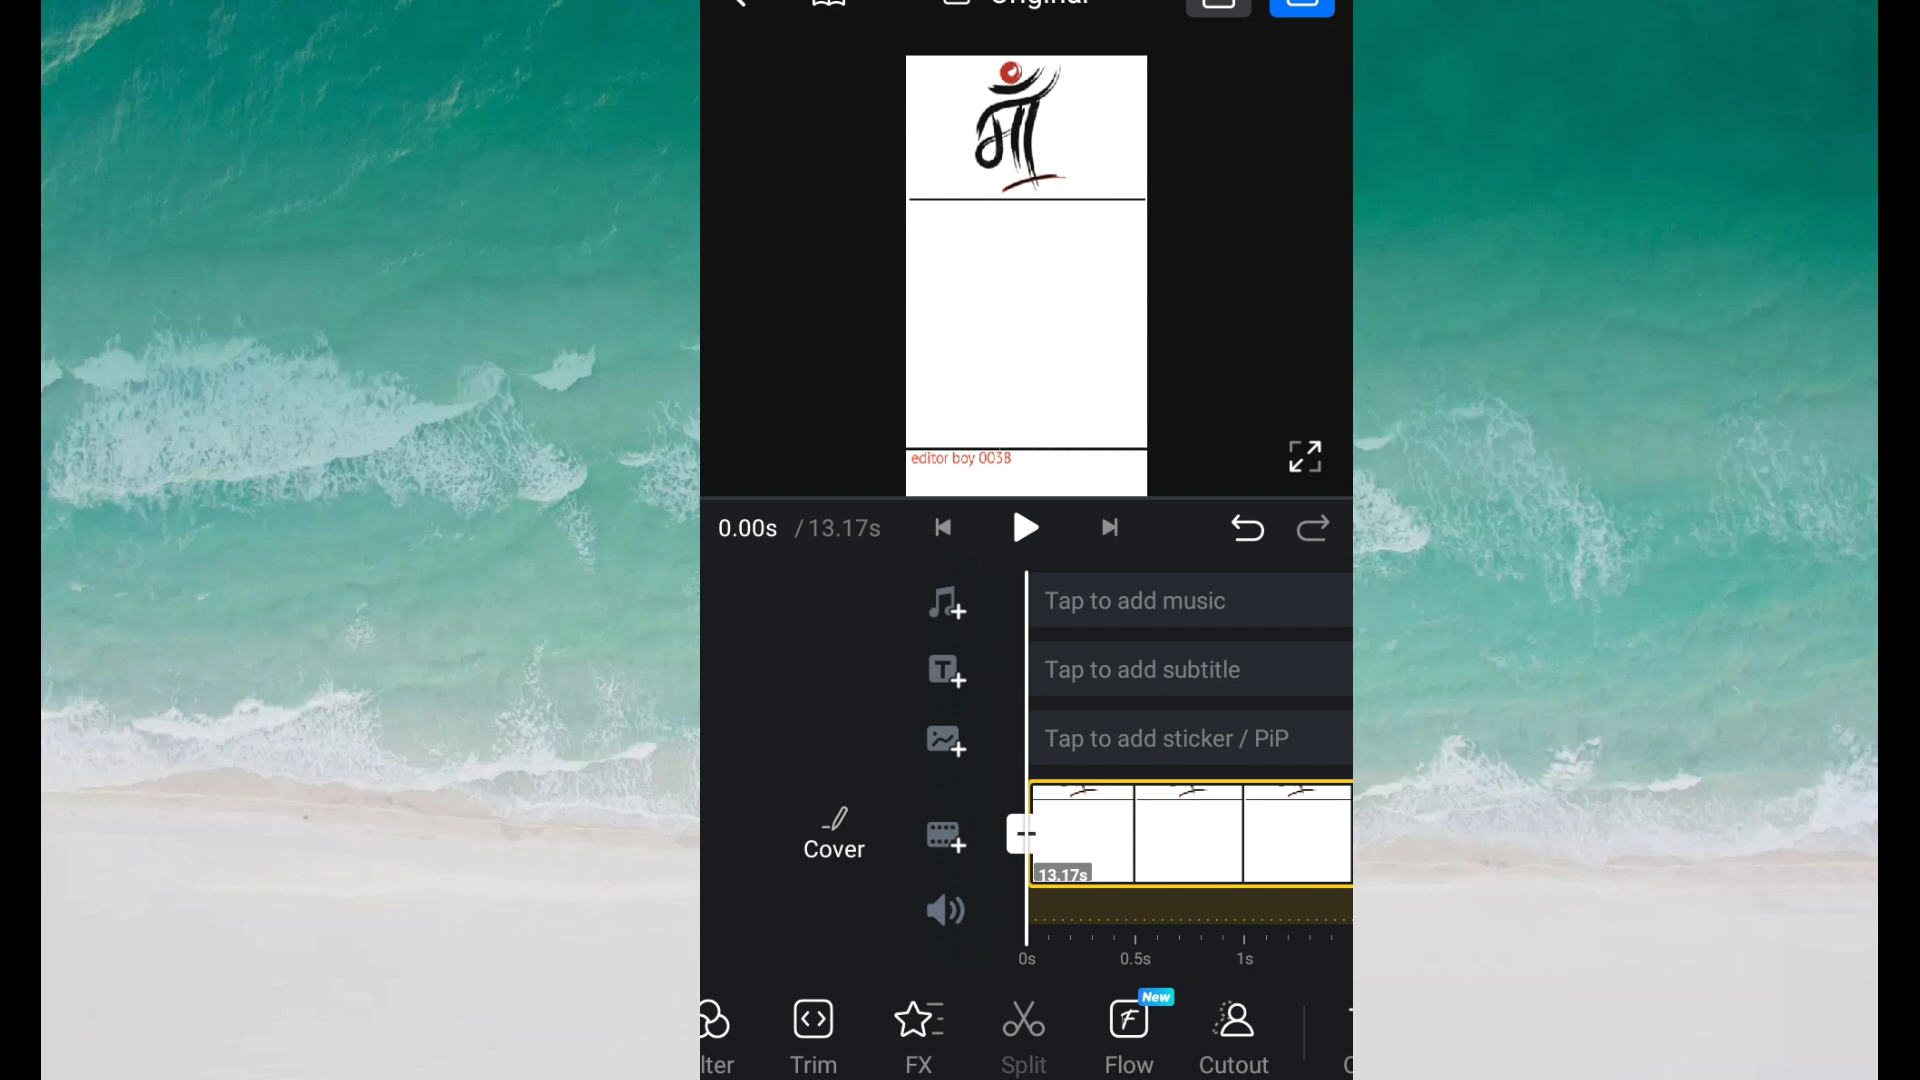 Original
माँ
editor boy 0038
0.00s / 13.17s
Tap to add music
Tap to add subtitle
Tap to add sticker / PiP
Cover
13.17s
0s 0.5s 1s
New
lter Trim FX Split Flow Cutout